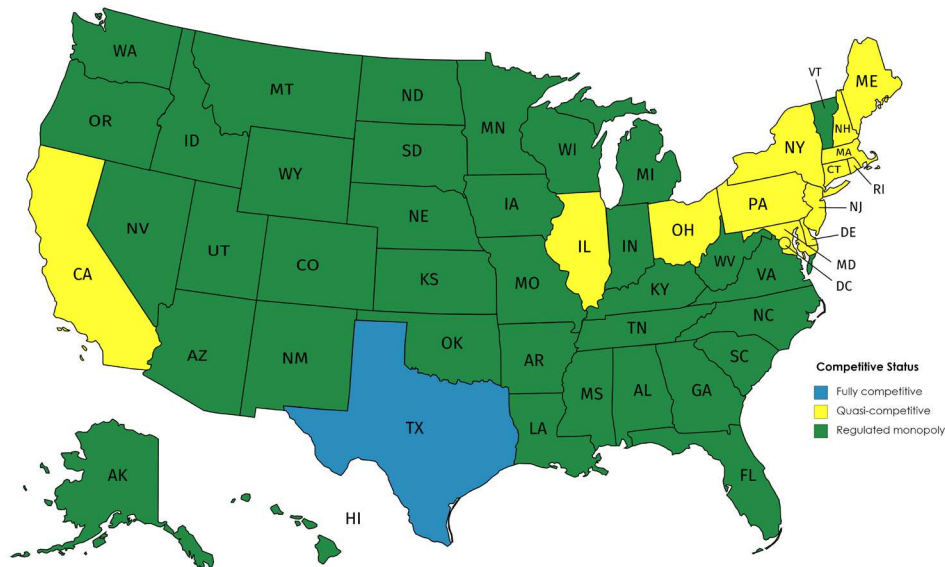 WA
MT
ND
MN
VT
ME
OR
ID
SD
WI
MI
NY
NH
MA
CT
RI
WY
IA
NE
PA
NJ
NV
UT
CO
IL
IN
OH
DE
MD
DC
CA
KS
MO
WV
VA
KY
NC
TN
AZ
NM
OK
AR
SC
MS
AL
GA
TX
LA
FL
AK
HI
Competitive Status
Fully competitive
Quasi-competitive
Regulated monopoly